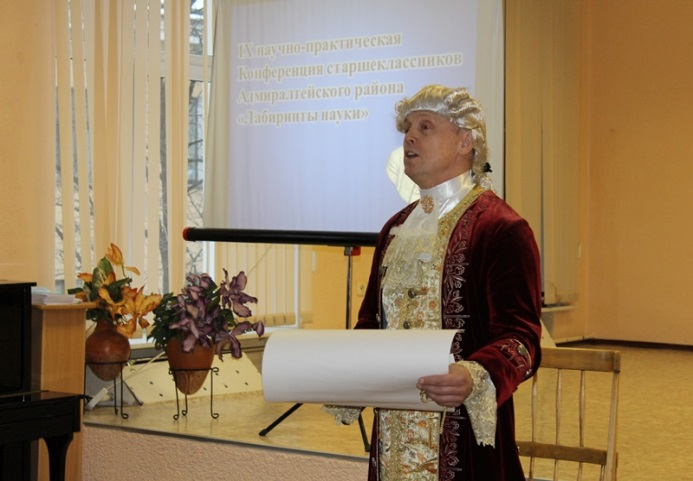 IX научно-практическая
Конференция старшеклассников
Адмиралтейского района
«Лабиринты науки»